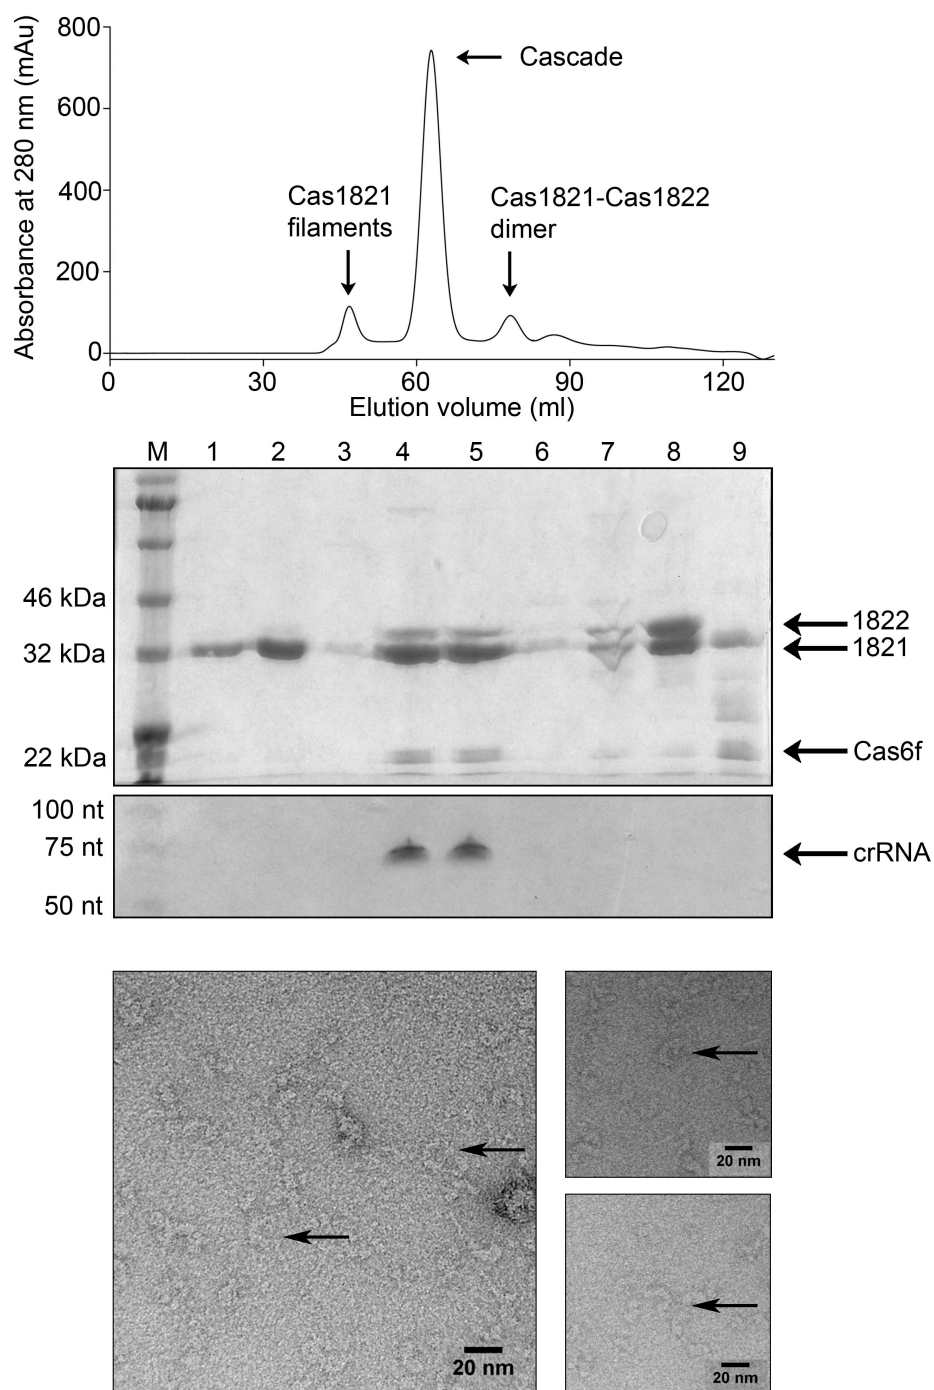 Absorbance at 280 nm (mAu)
800
600
400
200
0
Cascade
Cas1821
filaments
Cas1821-Cas1822
dimer
0 30 60 90 120
Elution volume (ml)
M 1 2 3 4 5 6 7 8 9
46 kDa
32 kDa
22 kDa
1822
1821
Cas6f
100 nt
75 nt
50 nt
crRNA
20 nm
20 nm
20 nm